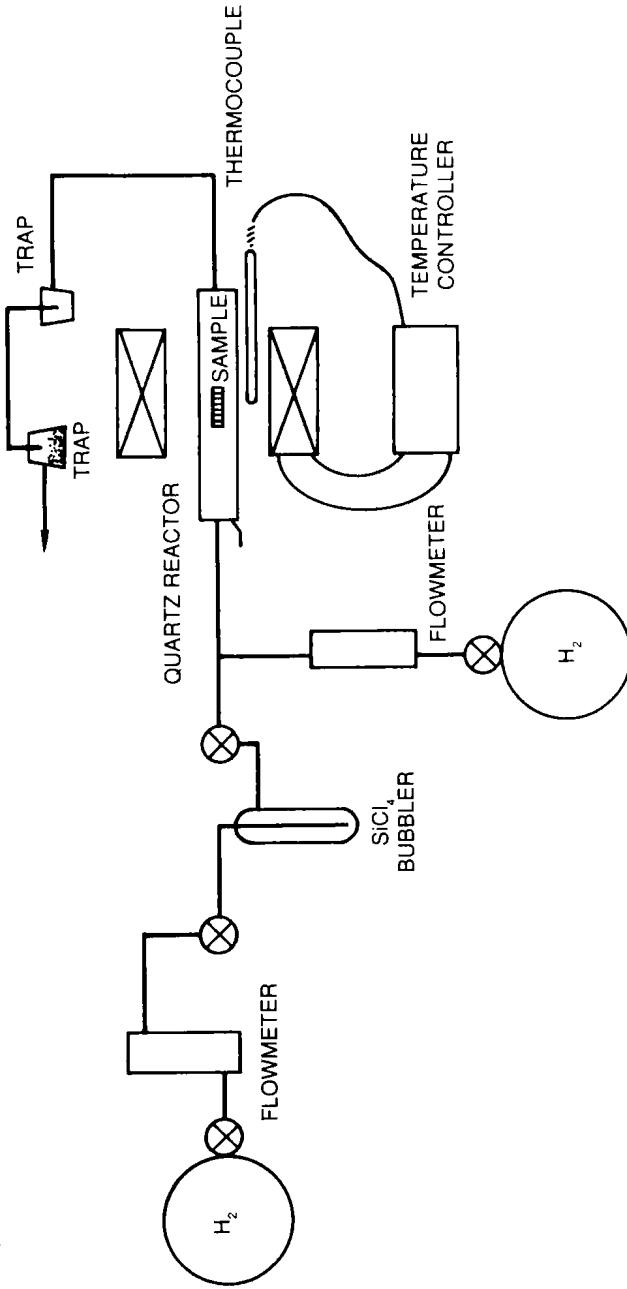 TRAP
TRAP
THERMOCOUPLE
SAMPLE
QUARTZ REACTOR
TEMPERATURE
CONTROLLER
FLOWMETER
H₂
SiCl₄
BUBBLER
FLOWMETER
H₂